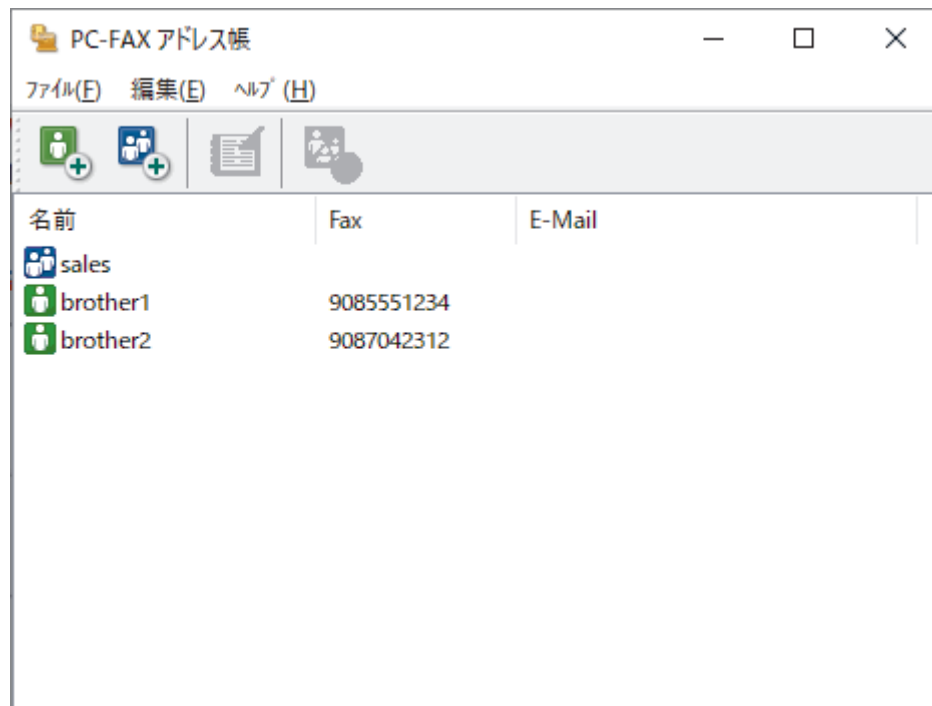 PC-FAX アドレス帳
ファイル(F) 編集(E) ヘルプ(H)
名前 Fax E-Mail
sales
brother1 9085551234
brother2 9087042312